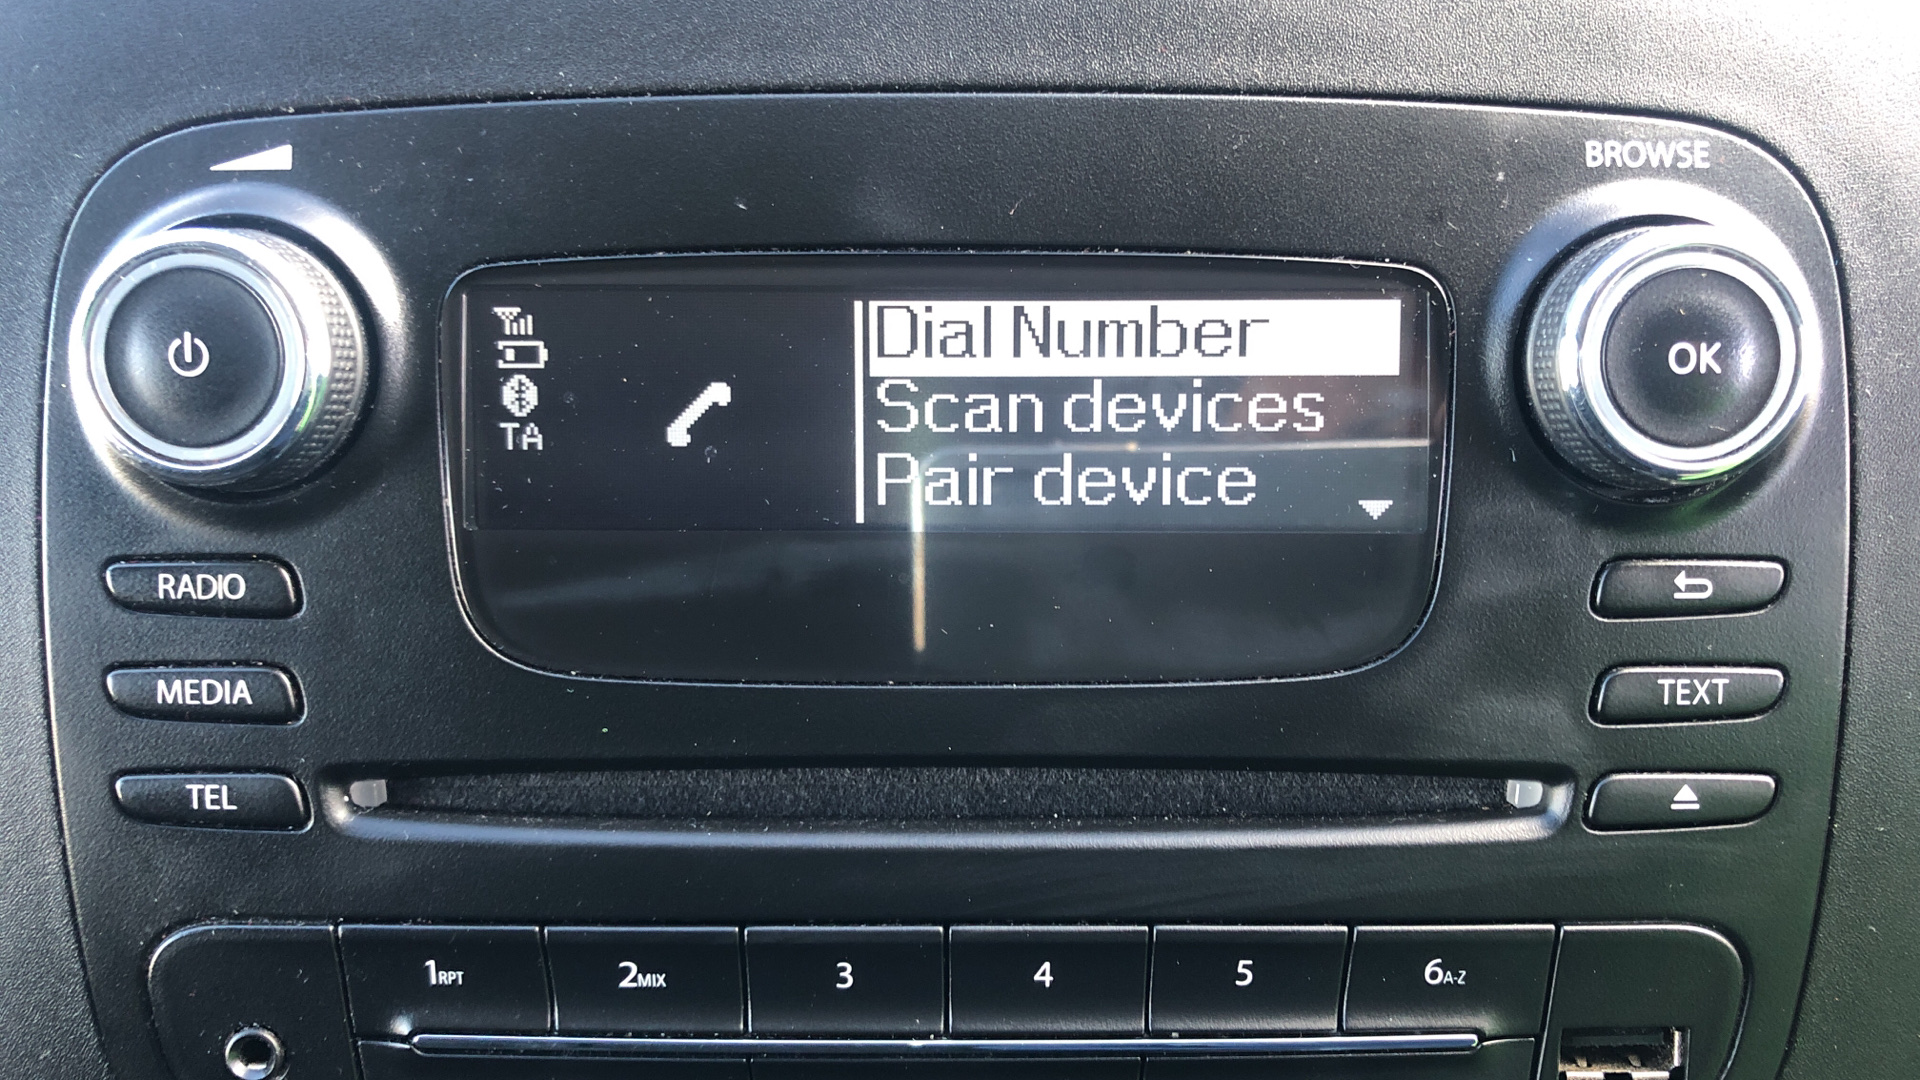 BROWSE
OK
TA
Dial Number
Scan devices
Pair device
RADIO
MEDIA
TEXT
TEL
1RPT
2MIX
3
4
5
6A-Z